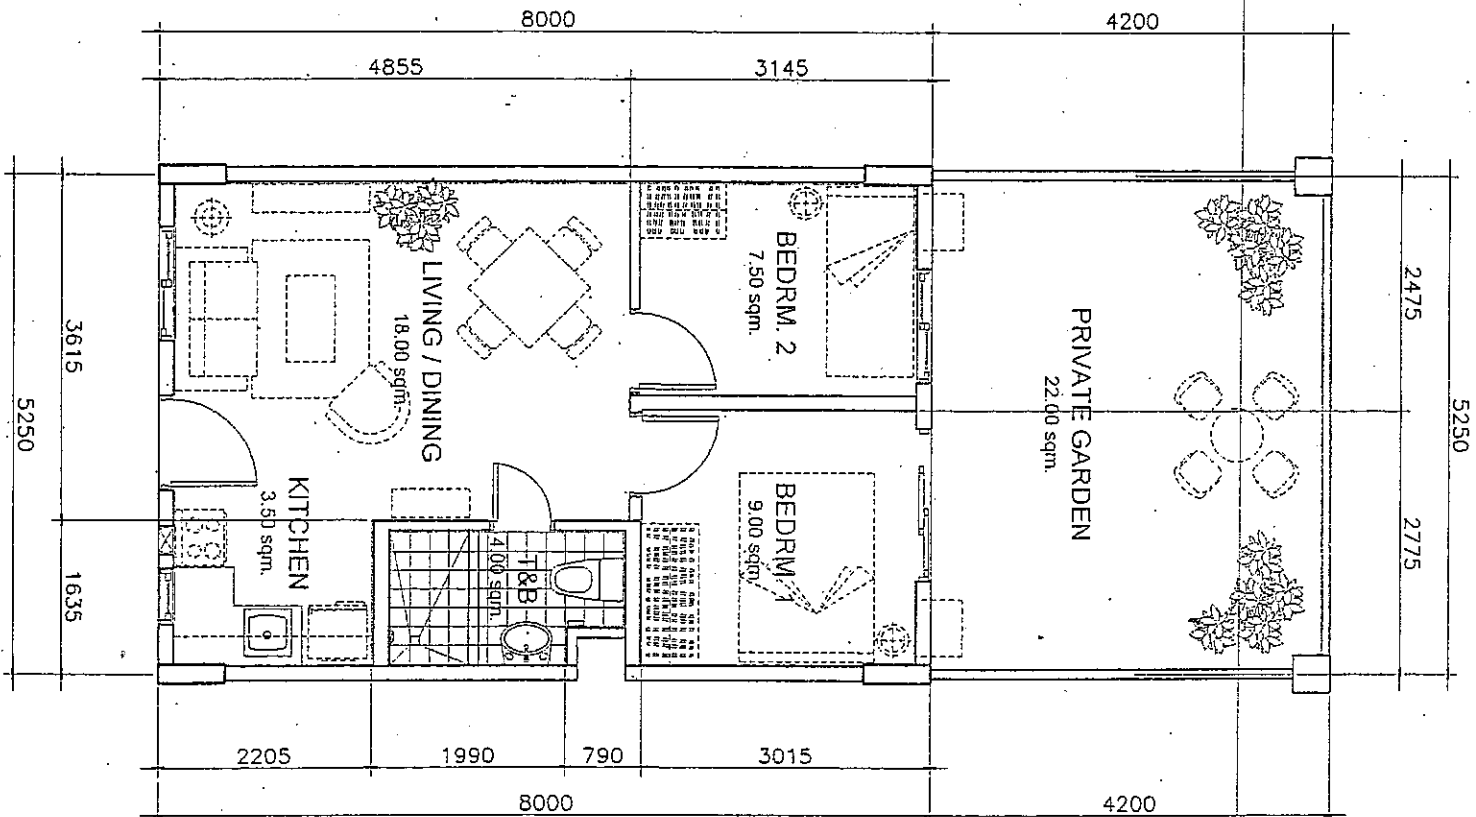 8000
4200
4855
3145
5250
3615
1635
2475
2775
5250
LIVING / DINING
18.00 sqm.
BEDRM. 2
7.50 sqm.
PRIVATE GARDEN
22.00 sqm.
KITCHEN
3.50 sqm.
T&B
4.00 sqm.
BEDRM 1
9.00 sqm.
2205
1990
790
3015
8000
4200